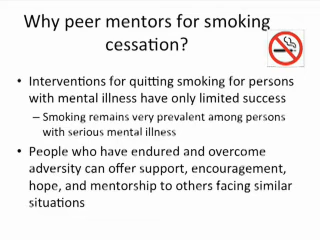 Why peer mentors for smoking
cessation?
• Interventions for quitting smoking for persons
with mental illness have only limited success
– Smoking remains very prevalent among persons
with serious mental illness
• People who have endured and overcome
adversity can offer support, encouragement,
hope, and mentorship to others facing similar
situations